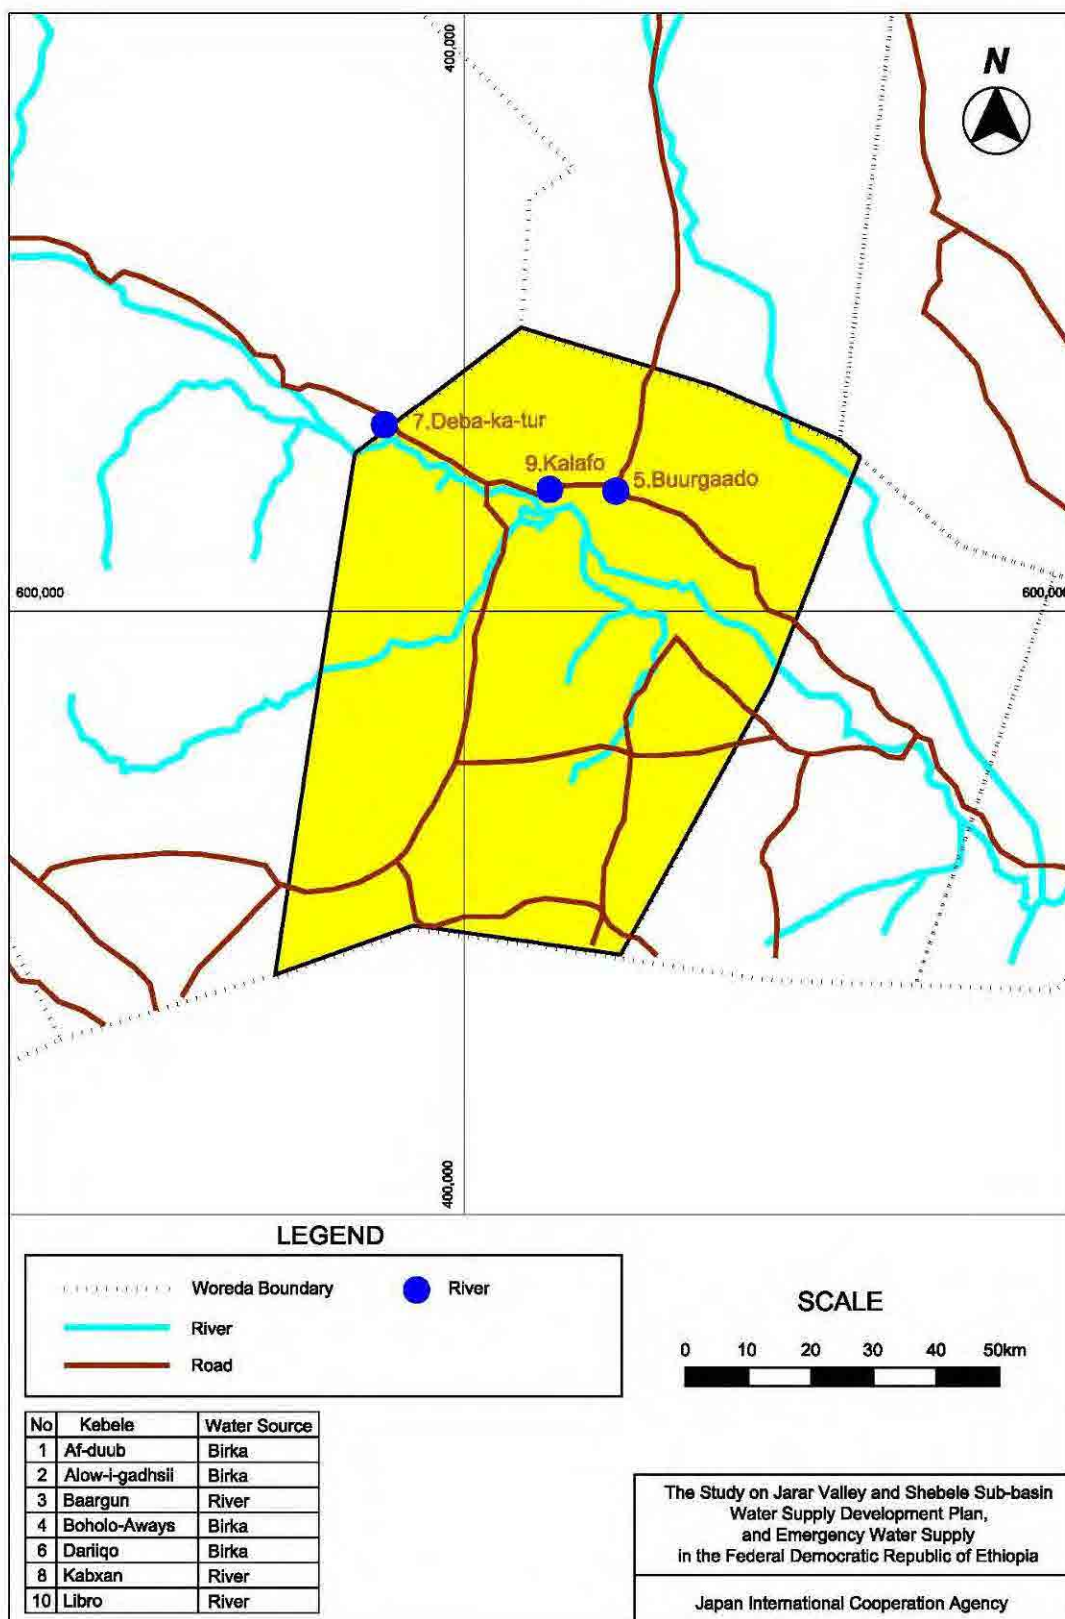 400,000
N
7.Deba-ka-tur
9.Kalafo
5.Buurgaado
600,000
600,000
400,000
LEGEND
Woreda Boundary
River
River
Road
SCALE
0 10 20 30 40 50km
No Kebele Water Source
1 Af-duub Birka
2 Alow-i-gadhsii Birka
3 Baargun River
4 Boholo-Aways Birka
6 Dariiqo Birka
8 Kabxan River
10 Libro River
The Study on Jarar Valley and Shebele Sub-basin
Water Supply Development Plan,
and Emergency Water Supply
in the Federal Democratic Republic of Ethiopia
Japan International Cooperation Agency